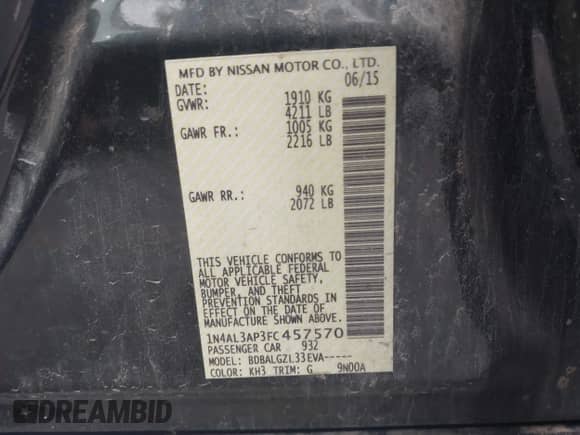 MFD BY NISSAN MOTOR CO., LTD.
DATE: 06/15
GVWR: 1910 KG
4211 LB
GAWR FR.: 1005 KG
2216 LB
GAWR RR.: 940 KG
2072 LB
THIS VEHICLE CONFORMS TO
ALL APPLICABLE FEDERAL
MOTOR VEHICLE SAFETY,
BUMPER, AND THEFT
PREVENTION STANDARDS IN
EFFECT ON THE DATE OF
MANUFACTURE SHOWN ABOVE.
1N4AL3AP3FC457570
PASSENGER CAR 932
MODEL: BDBALGZL33EVA-----
COLOR: KH3 TRIM: G 9N00A
DREAMBID